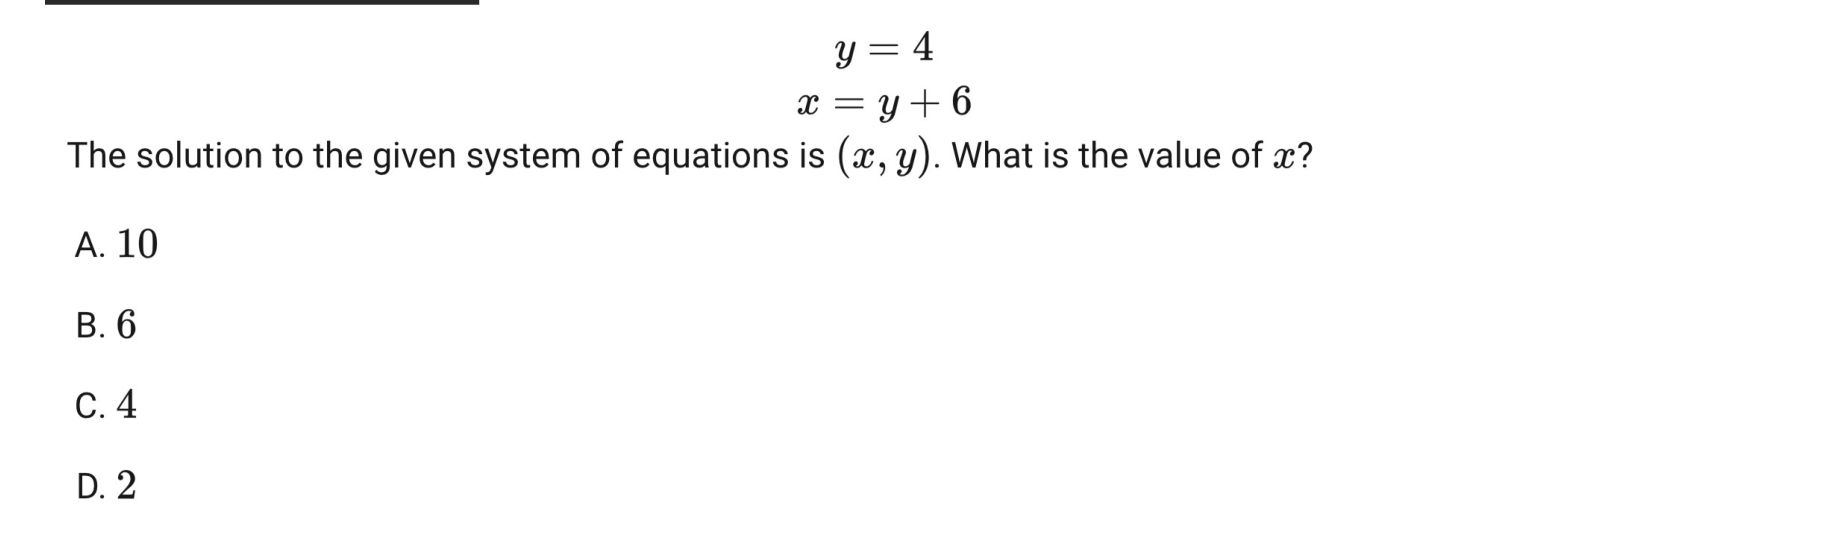 y = 4
x = y + 6
The solution to the given system of equations is (x, y). What is the value of x?
A. 10
B. 6
C. 4
D. 2